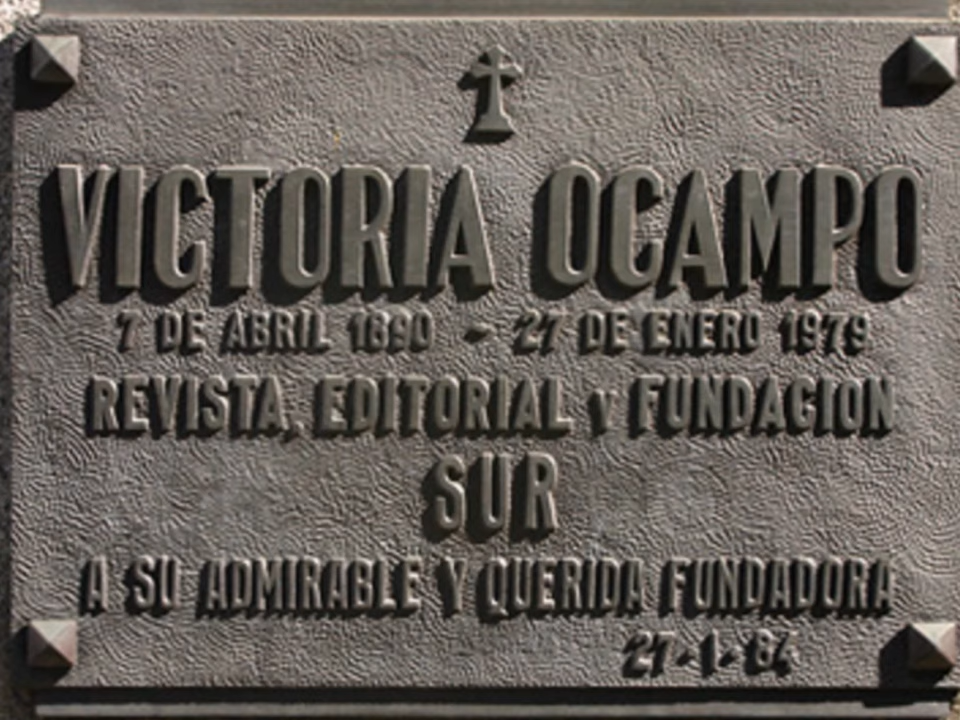 VICTORIA OCAMPO
7 DE ABRIL 1890 - 27 DE ENERO 1979
REVISTA, EDITORIAL Y FUNDACION
SUR
A SU ADMIRABLE Y QUERIDA FUNDADORA
27-1-84